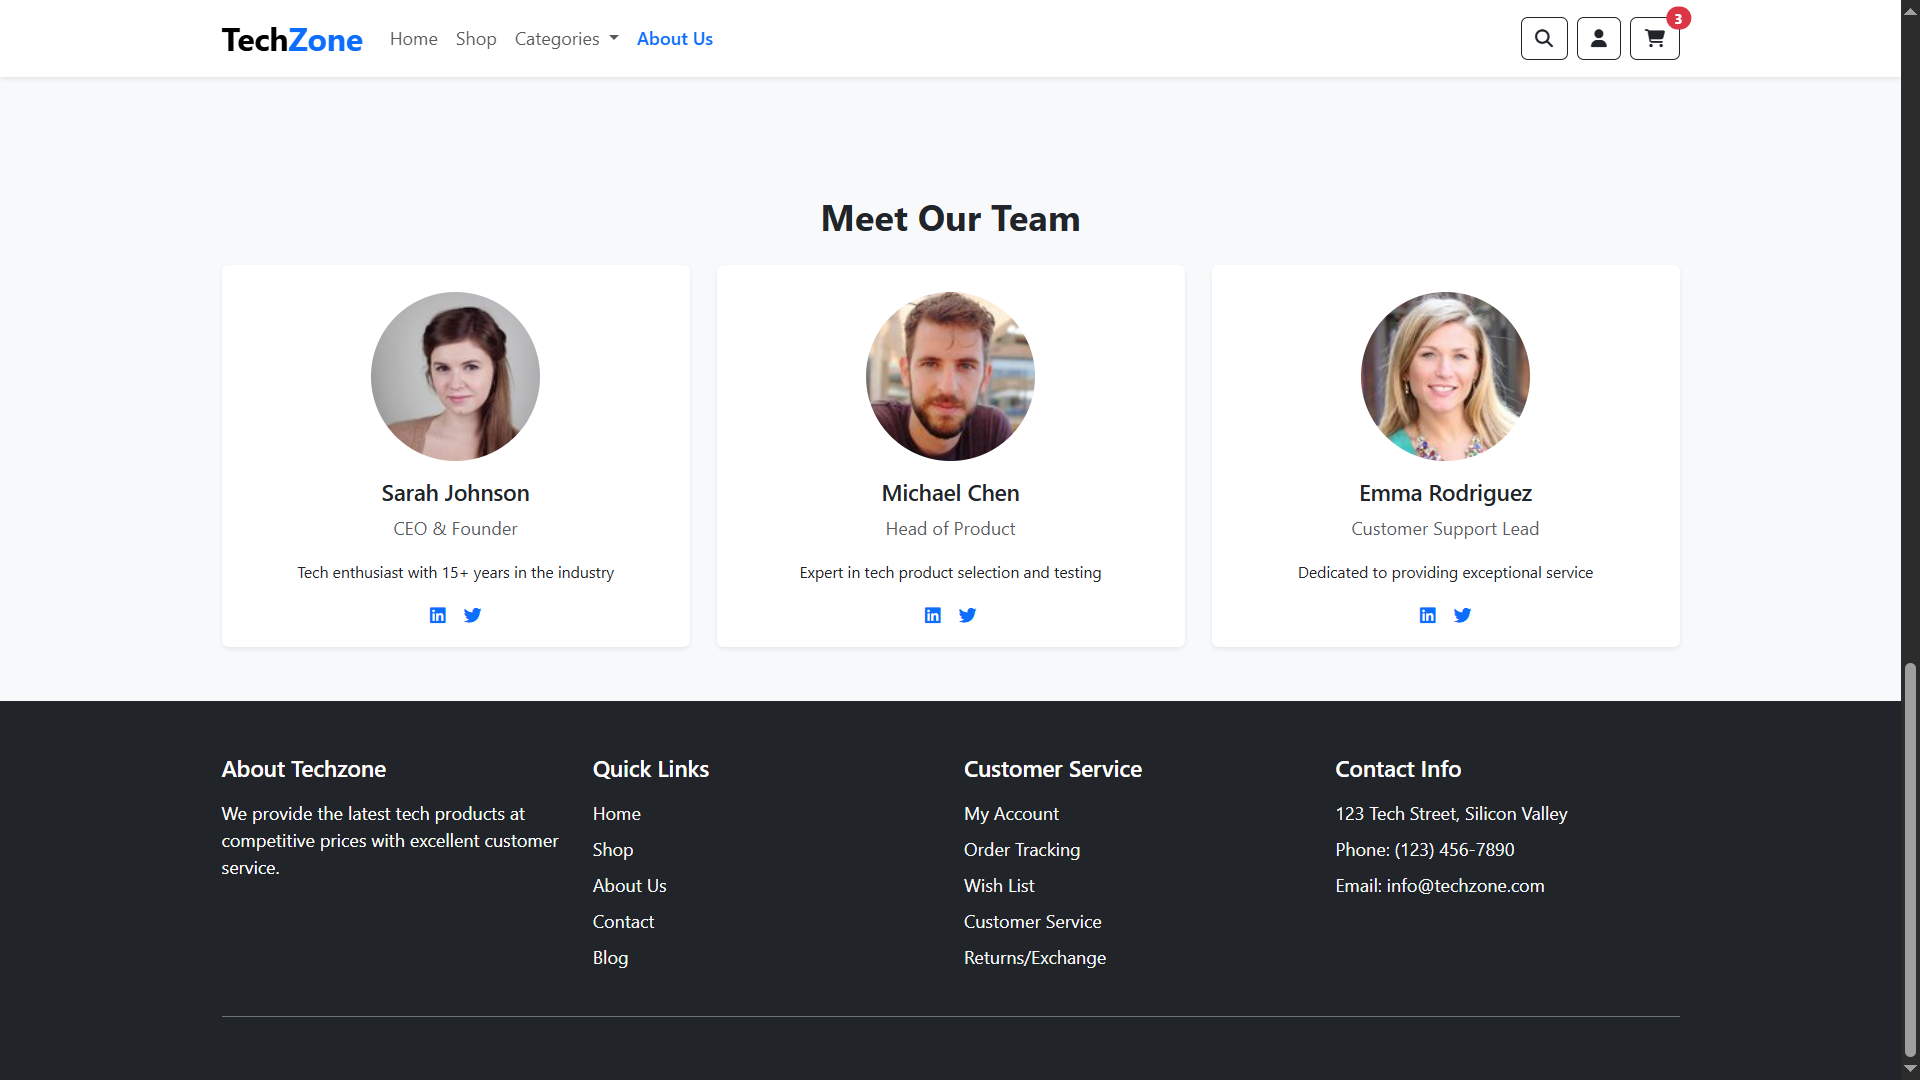 TechZone
Home
Shop
Categories
About Us
3
Meet Our Team
Sarah Johnson
CEO & Founder
Tech enthusiast with 15+ years in the industry
Michael Chen
Head of Product
Expert in tech product selection and testing
Emma Rodriguez
Customer Support Lead
Dedicated to providing exceptional service
About Techzone
We provide the latest tech products at
competitive prices with excellent customer
service.
Quick Links
Home
Shop
About Us
Contact
Blog
Customer Service
My Account
Order Tracking
Wish List
Customer Service
Returns/Exchange
Contact Info
123 Tech Street, Silicon Valley
Phone: (123) 456-7890
Email: info@techzone.com